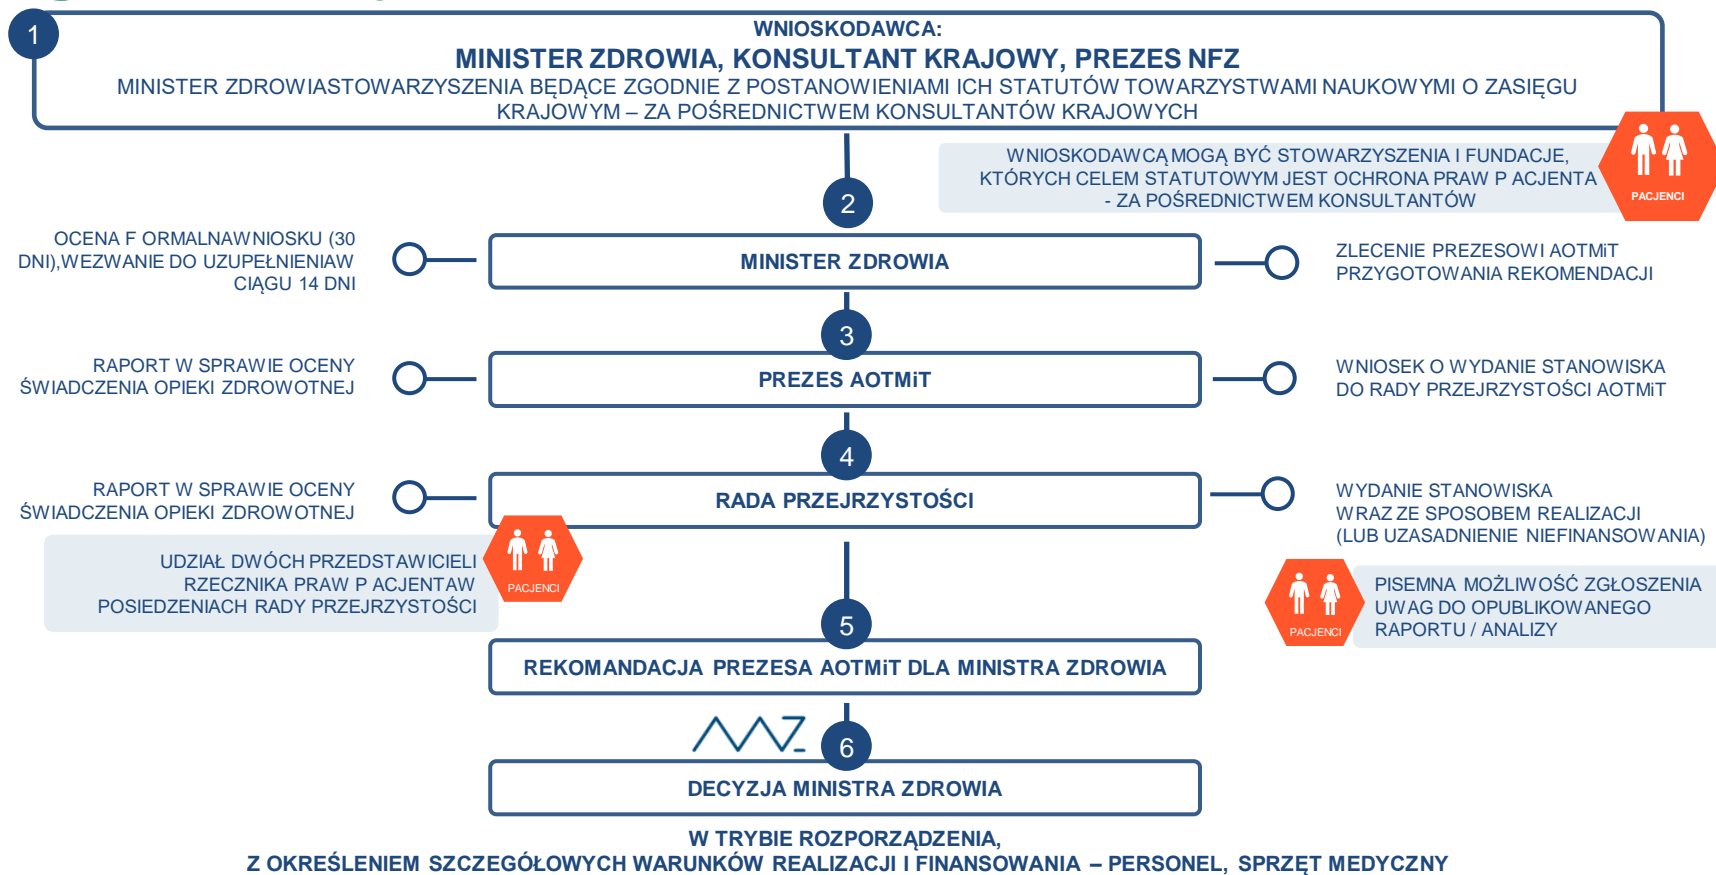 1
WNIOSKODAWCA:
MINISTER ZDROWIA, KONSULTANT KRAJOWY, PREZES NFZ
MINISTER ZDROWIASTOWARZYSZENIA BĘDĄCE ZGODNIE Z POSTANOWIENIAMI ICH STATUTÓW TOWARZYSTWAMI NAUKOWYMI O ZASIĘGU
KRAJOWYM – ZA POŚREDNICTWEM KONSULTANTÓW KRAJOWYCH
WNIOSKODAWCĄ MOGĄ BYĆ STOWARZYSZENIA I FUNDACJE,
KTÓRYCH CELEM STATUTOWYM JEST OCHRONA PRAW P ACJENTA
- ZA POŚREDNICTWEM KONSULTANTÓW
PACJENCI
2
OCENA F ORMALNAWNIOSKU (30
DNI),WEZWANIE DO UZUPEŁNIENIAW
CIĄGU 14 DNI
MINISTER ZDROWIA
ZLECENIE PREZESOWI AOTMiT
PRZYGOTOWANIA REKOMENDACJI
3
RAPORT W SPRAWIE OCENY
ŚWIADCZENIA OPIEKI ZDROWOTNEJ
PREZES AOTMiT
WNIOSEK O WYDANIE STANOWISKA
DO RADY PRZEJRZYSTOŚCI AOTMiT
4
RAPORT W SPRAWIE OCENY
ŚWIADCZENIA OPIEKI ZDROWOTNEJ
RADA PRZEJRZYSTOŚCI
WYDANIE STANOWISKA
WRAZ ZE SPOSOBEM REALIZACJI
(LUB UZASADNIENIE NIEFINANSOWANIA)
UDZIAŁ DWÓCH PRZEDSTAWICIELI
RZECZNIKA PRAW P ACJENTAW
POSIEDZENIACH RADY PRZEJRZYSTOŚCI
PACJENCI
PISEMNA MOŻLIWOŚĆ ZGŁOSZENIA
UWAG DO OPUBLIKOWANEGO
RAPORTU / ANALIZY
PACJENCI
5
REKOMANDACJA PREZESA AOTMiT DLA MINISTRA ZDROWIA
6
DECYZJA MINISTRA ZDROWIA
W TRYBIE ROZPORZĄDZENIA,
Z OKREŚLENIEM SZCZEGÓŁOWYCH WARUNKÓW REALIZACJI I FINANSOWANIA – PERSONEL, SPRZĘT MEDYCZNY